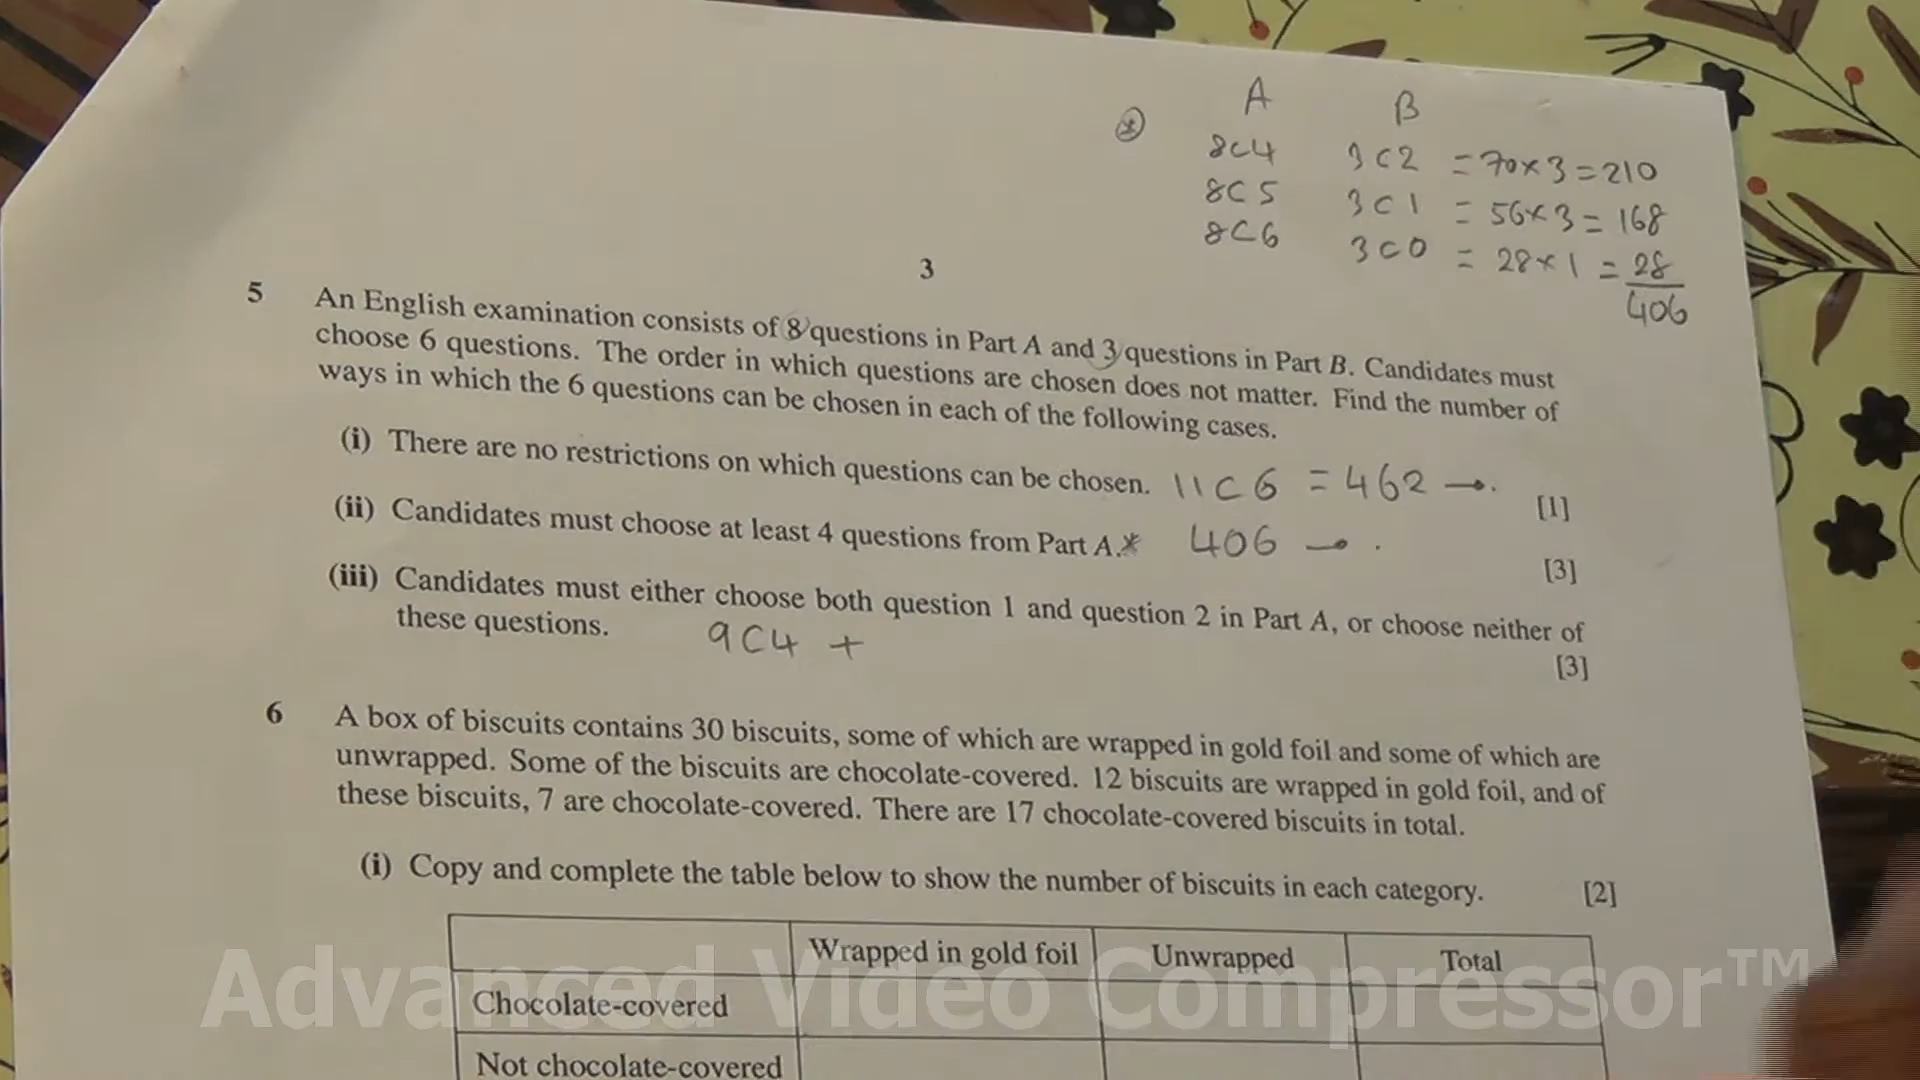 A B
* 8C4 3C2 = 70 × 3 = 210
8C5 3C1 = 56 × 3 = 168
8C6 3C0 = 28 × 1 = 28
406
3
5 An English examination consists of 8 questions in Part A and 3 questions in Part B. Candidates must
choose 6 questions. The order in which questions are chosen does not matter. Find the number of
ways in which the 6 questions can be chosen in each of the following cases.
(i) There are no restrictions on which questions can be chosen. 11C6 = 462 → [1]
(ii) Candidates must choose at least 4 questions from Part A.* 406 → [3]
(iii) Candidates must either choose both question 1 and question 2 in Part A, or choose neither of
these questions. 9C4 + [3]
6 A box of biscuits contains 30 biscuits, some of which are wrapped in gold foil and some of which are
unwrapped. Some of the biscuits are chocolate-covered. 12 biscuits are wrapped in gold foil, and of
these biscuits, 7 are chocolate-covered. There are 17 chocolate-covered biscuits in total.
(i) Copy and complete the table below to show the number of biscuits in each category. [2]
Wrapped in gold foil Unwrapped Total
Advanced Video Compressor™
Chocolate-covered
Not chocolate-covered